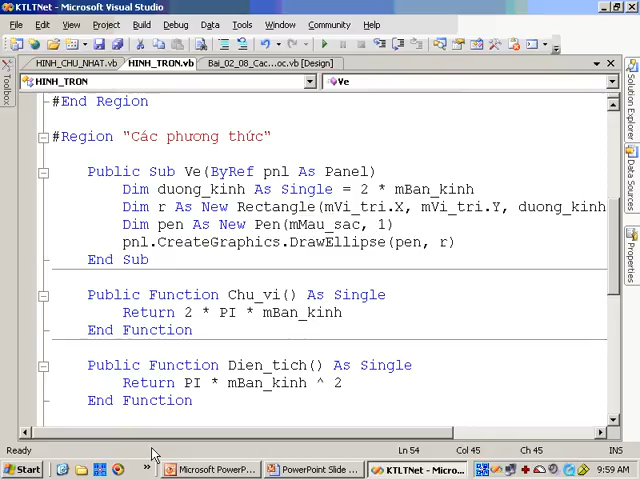 KTLTNet - Microsoft Visual Studio
File Edit View Project Build Debug Data Tools Window Community Help
HINH_CHU_NHAT.vb HINH_TRON.vb Bai_02_08_Cac...oc.vb [Design]
HINH_TRON Ve
#End Region
#Region "Các phương thức"
Public Sub Ve(ByRef pnl As Panel)
Dim duong_kinh As Single = 2 * mBan_kinh
Dim r As New Rectangle(mVi_tri.X, mVi_tri.Y, duong_kinh
Dim pen As New Pen(mMau_sac, 1)
pnl.CreateGraphics.DrawEllipse(pen, r)
End Sub
Public Function Chu_vi() As Single
Return 2 * PI * mBan_kinh
End Function
Public Function Dien_tich() As Single
Return PI * mBan_kinh ^ 2
End Function
Toolbox
Solution Explorer
Data Sources
Properties
Ready Ln 54 Col 45 Ch 45 INS
Start » Microsoft PowerP... PowerPoint Slide ... KTLTNet - Micro... 9:59 AM